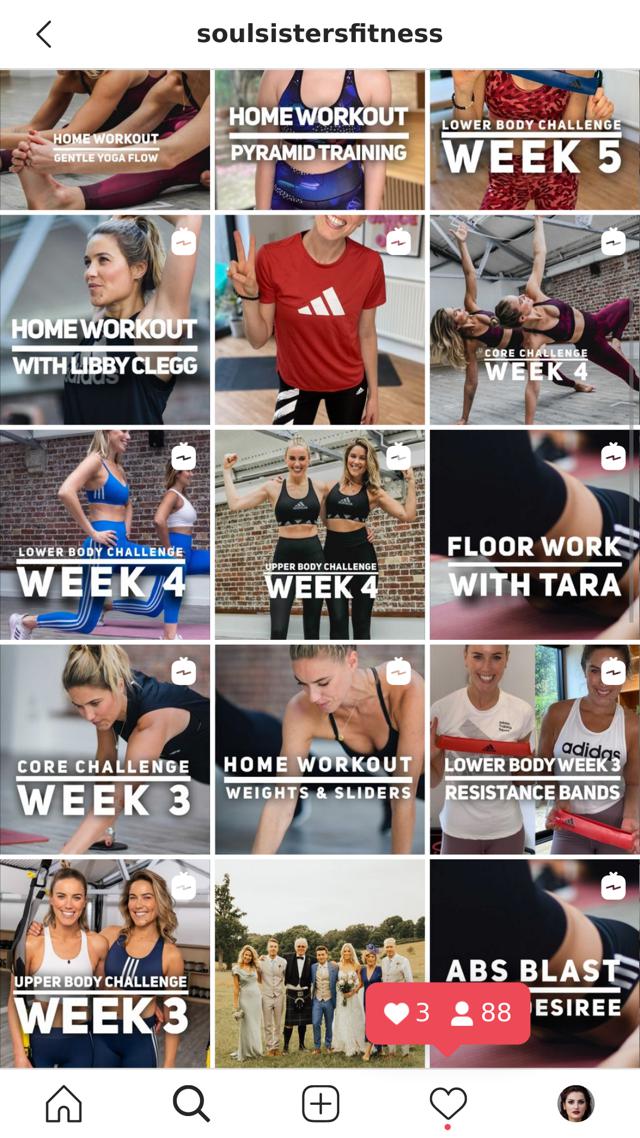 soulsistersfitness
HOME WORKOUT
GENTLE YOGA FLOW
HOME WORKOUT
PYRAMID TRAINING
LOWER BODY CHALLENGE
WEEK 5
HOME WORKOUT
WITH LIBBY CLEGG
adidas
CORE CHALLENGE
WEEK 4
LOWER BODY CHALLENGE
WEEK 4
UPPER BODY CHALLENGE
WEEK 4
FLOOR WORK
WITH TARA
CORE CHALLENGE
WEEK 3
HOME WORKOUT
WEIGHTS & SLIDERS
adidas
LOWER BODY WEEK 3
RESISTANCE BANDS
UPPER BODY CHALLENGE
WEEK 3
ABS BLAST
ESIREE
3 88